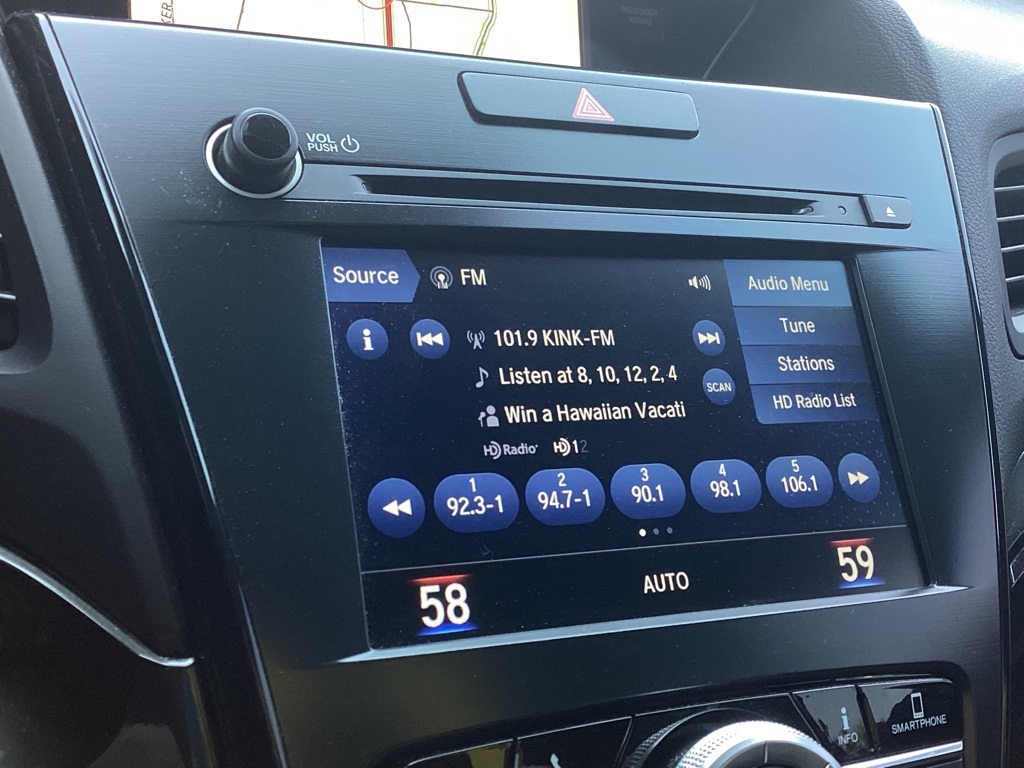 VOL
PUSH
Source
FM
Audio Menu
Tune
101.9 KINK-FM
Stations
Listen at 8, 10, 12, 2, 4
SCAN
HD Radio List
Win a Hawaiian Vacati
HD Radio HD 1 2
1
92.3-1
2
94.7-1
3
90.1
4
98.1
5
106.1
58
AUTO
59
i
INFO
SMARTPHONE